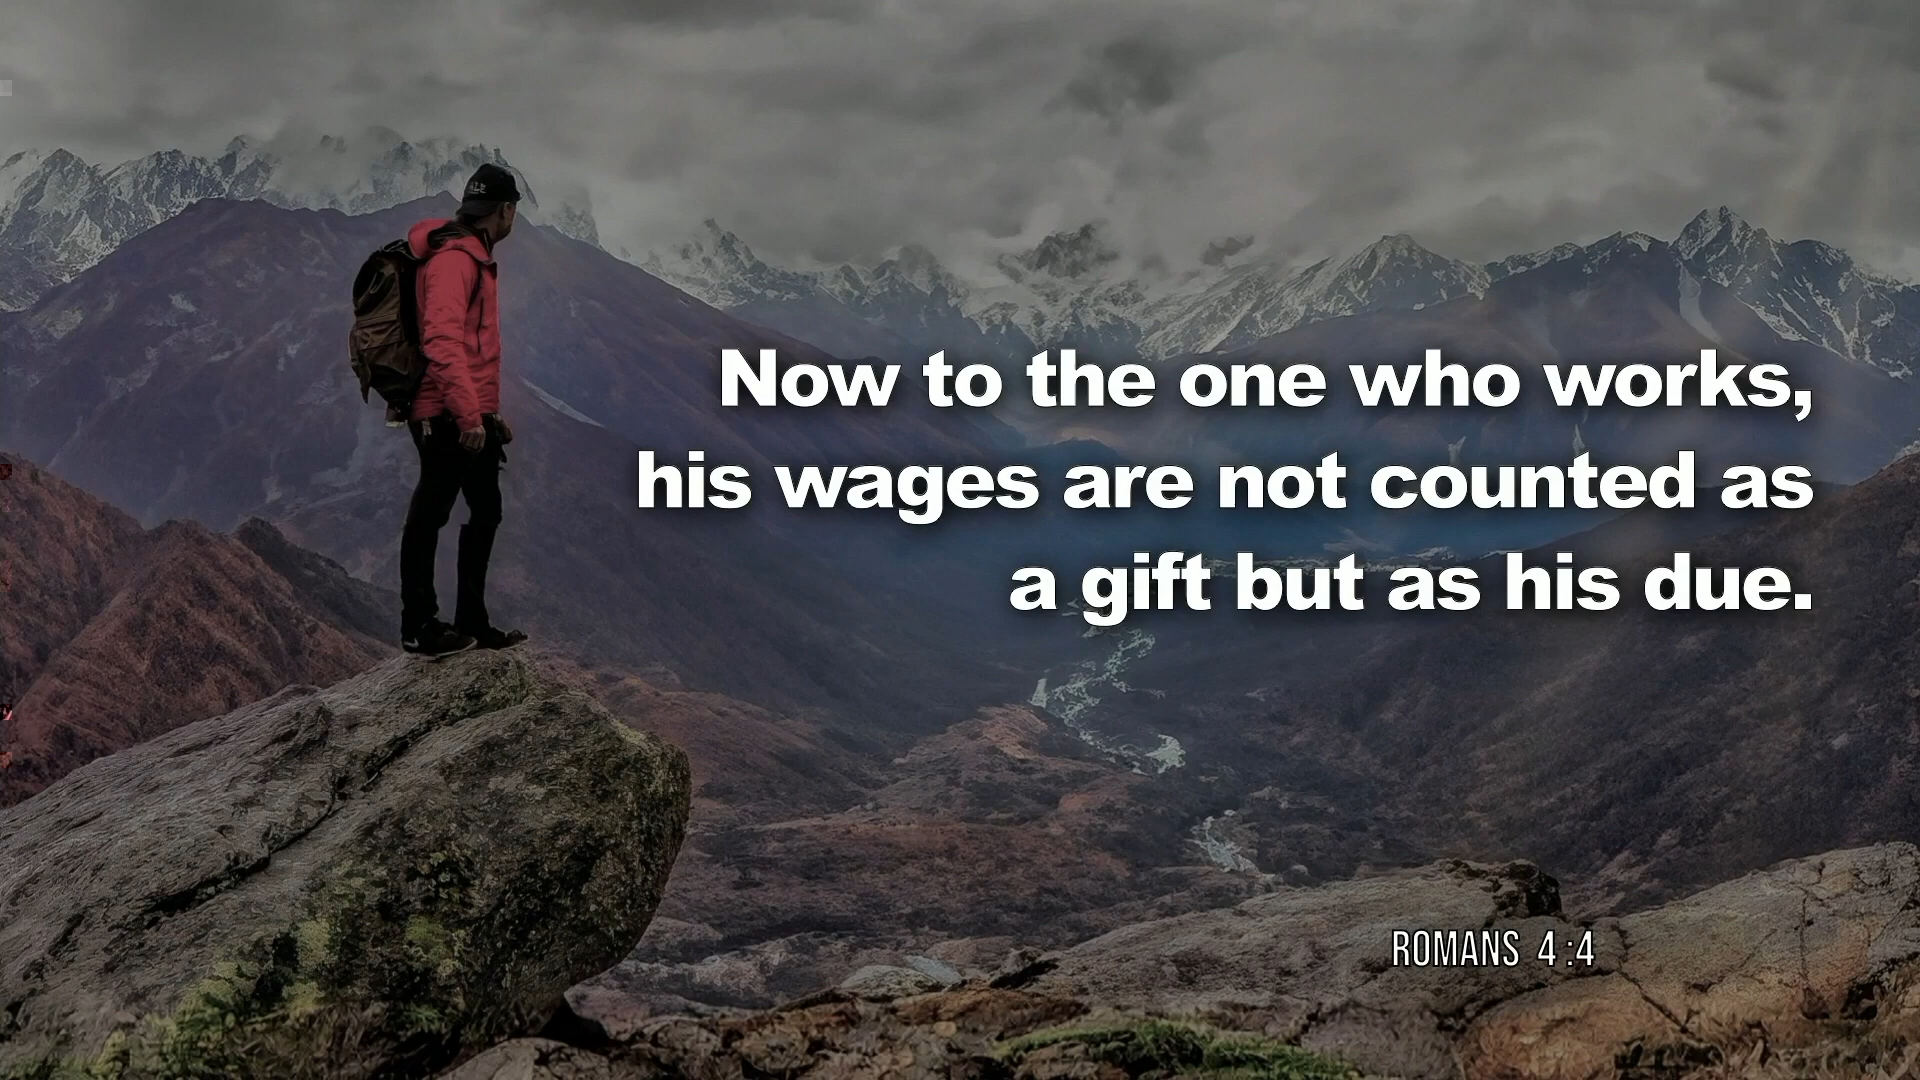 Now to the one who works,
his wages are not counted as
a gift but as his due.
ROMANS 4:4